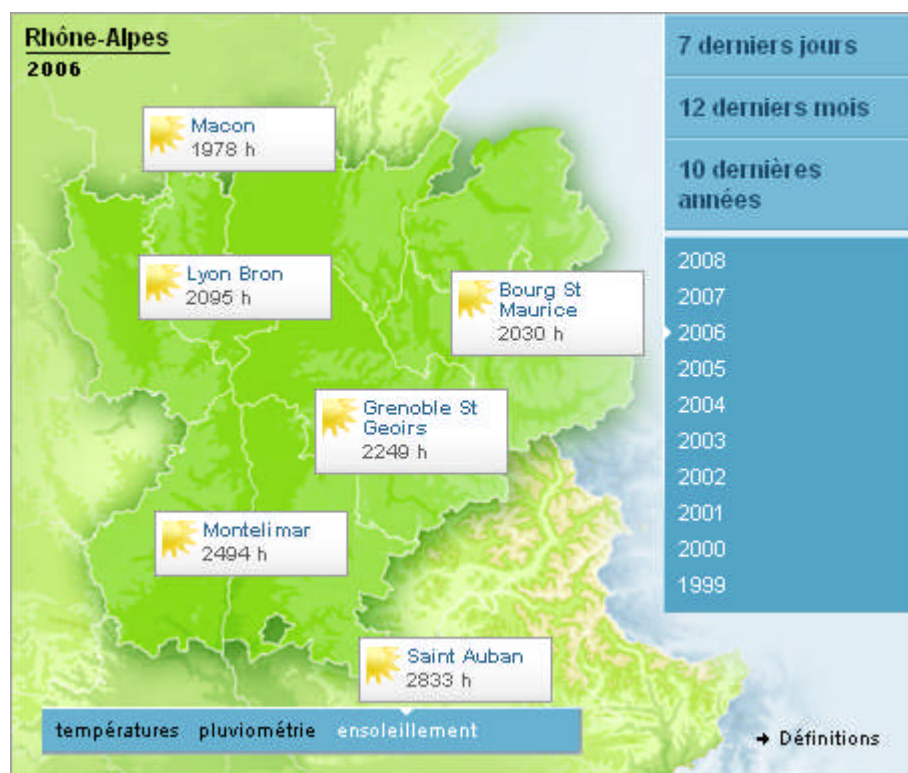 Rhône-Alpes
2006
Macon
1978 h
Lyon Bron
2095 h
Bourg St
Maurice
2030 h
Grenoble St
Geoirs
2249 h
Montelimar
2494 h
Saint Auban
2833 h
températures pluviométrie ensoleillement
7 derniers jours
12 derniers mois
10 dernières
années
2008
2007
2006
2005
2004
2003
2002
2001
2000
1999
➔ Définitions